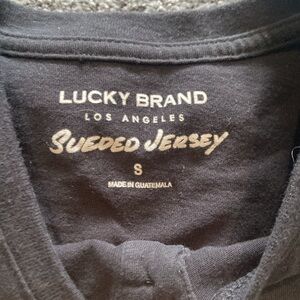 LUCKY BRAND
LOS ANGELES
SUEDED JERSEY
S
MADE IN GUATEMALA